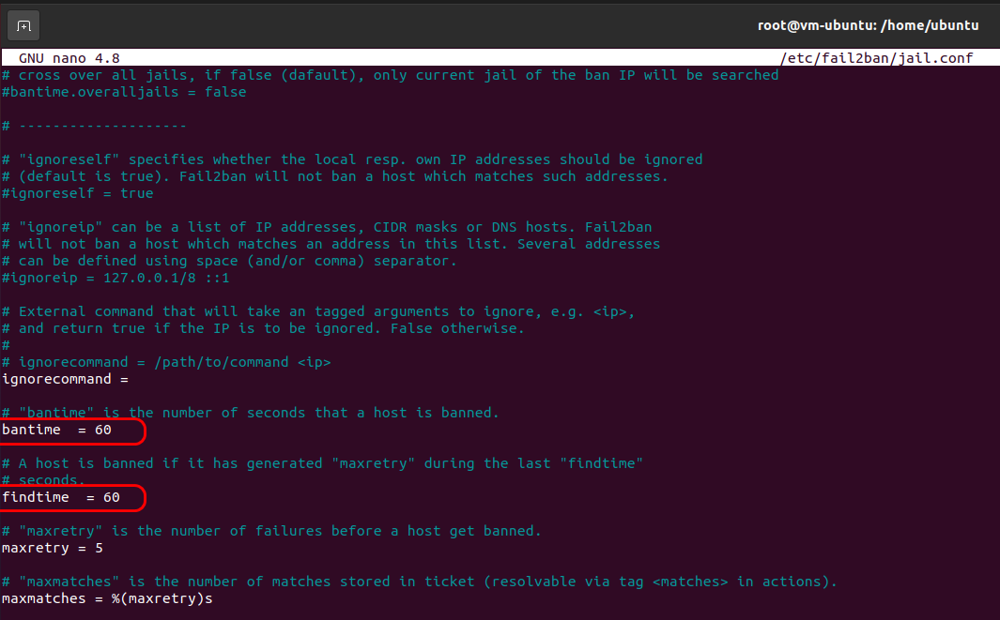 root@vm-ubuntu: /home/ubuntu
GNU nano 4.8 /etc/fail2ban/jail.conf
# cross over all jails, if false (dafault), only current jail of the ban IP will be searched
#bantime.overalljails = false
# --------------------
# "ignoreself" specifies whether the local resp. own IP addresses should be ignored
# (default is true). Fail2ban will not ban a host which matches such addresses.
#ignoreself = true
# "ignoreip" can be a list of IP addresses, CIDR masks or DNS hosts. Fail2ban
# will not ban a host which matches an address in this list. Several addresses
# can be defined using space (and/or comma) separator.
#ignoreip = 127.0.0.1/8 ::1
# External command that will take an tagged arguments to ignore, e.g. <ip>,
# and return true if the IP is to be ignored. False otherwise.
#
# ignorecommand = /path/to/command <ip>
ignorecommand =
# "bantime" is the number of seconds that a host is banned.
bantime  = 60
# A host is banned if it has generated "maxretry" during the last "findtime"
# seconds.
findtime  = 60
# "maxretry" is the number of failures before a host get banned.
maxretry = 5
# "maxmatches" is the number of matches stored in ticket (resolvable via tag <matches> in actions).
maxmatches = %(maxretry)s